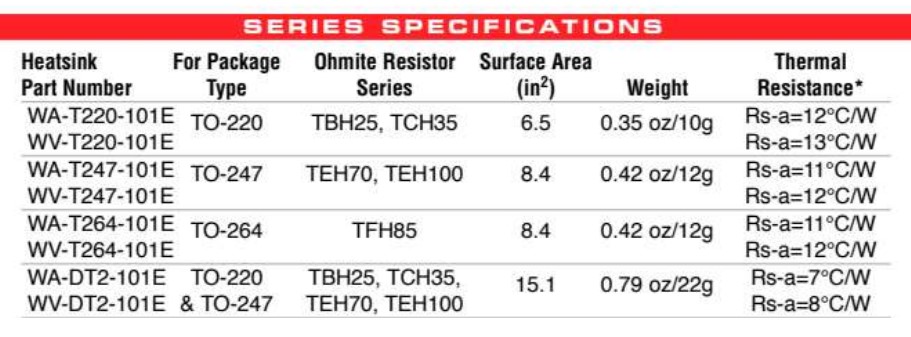 SERIES SPECIFICATIONS
Heatsink For Package Ohmite Resistor Surface Area Thermal
Part Number Type Series (in²) Weight Resistance*
WA-T220-101E TO-220 TBH25, TCH35 6.5 0.35 oz/10g Rs-a=12°C/W
WV-T220-101E Rs-a=13°C/W
WA-T247-101E TO-247 TEH70, TEH100 8.4 0.42 oz/12g Rs-a=11°C/W
WV-T247-101E Rs-a=12°C/W
WA-T264-101E TO-264 TFH85 8.4 0.42 oz/12g Rs-a=11°C/W
WV-T264-101E Rs-a=12°C/W
WA-DT2-101E TO-220 TBH25, TCH35, 15.1 0.79 oz/22g Rs-a=7°C/W
WV-DT2-101E & TO-247 TEH70, TEH100 Rs-a=8°C/W